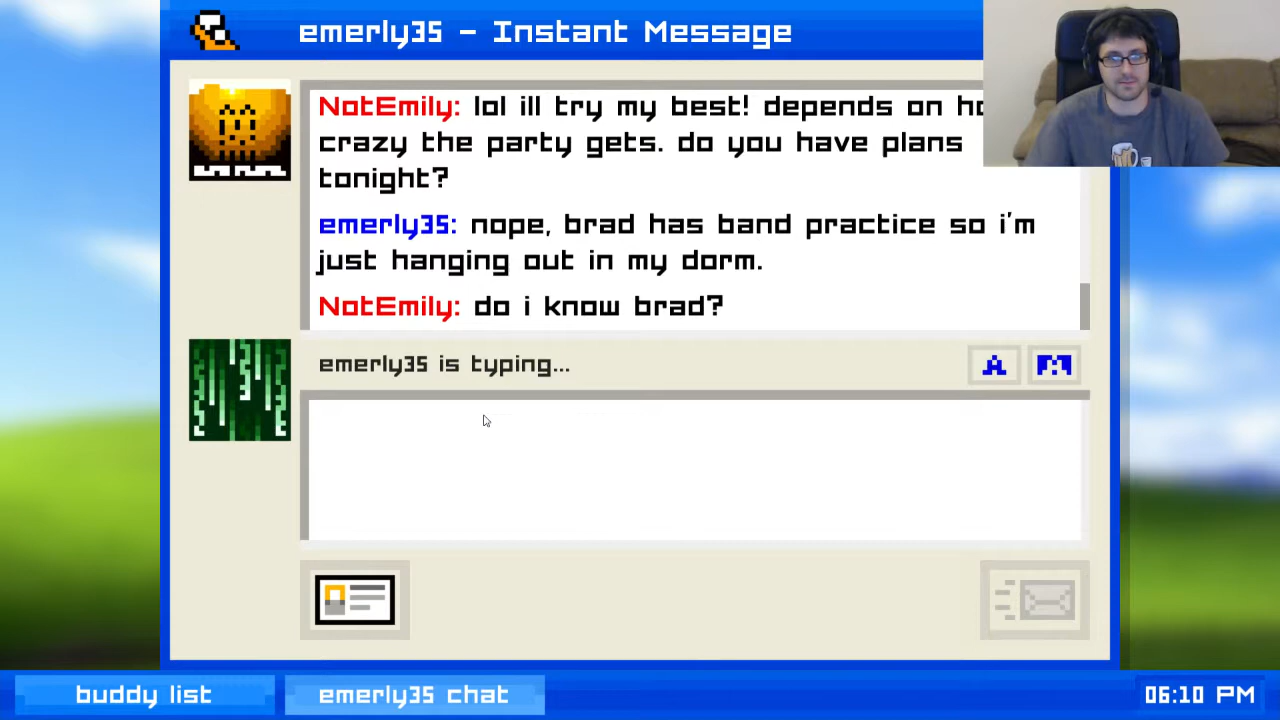 emerly35 - Instant Message
NotEmily: lol ill try my best! depends on
crazy the party gets. do you have plans
tonight?
emerly35: nope, brad has band practice so i'm
just hanging out in my dorm.
NotEmily: do i know brad?
emerly35 is typing...
A
buddy list
emerly35 chat
06:10 PM